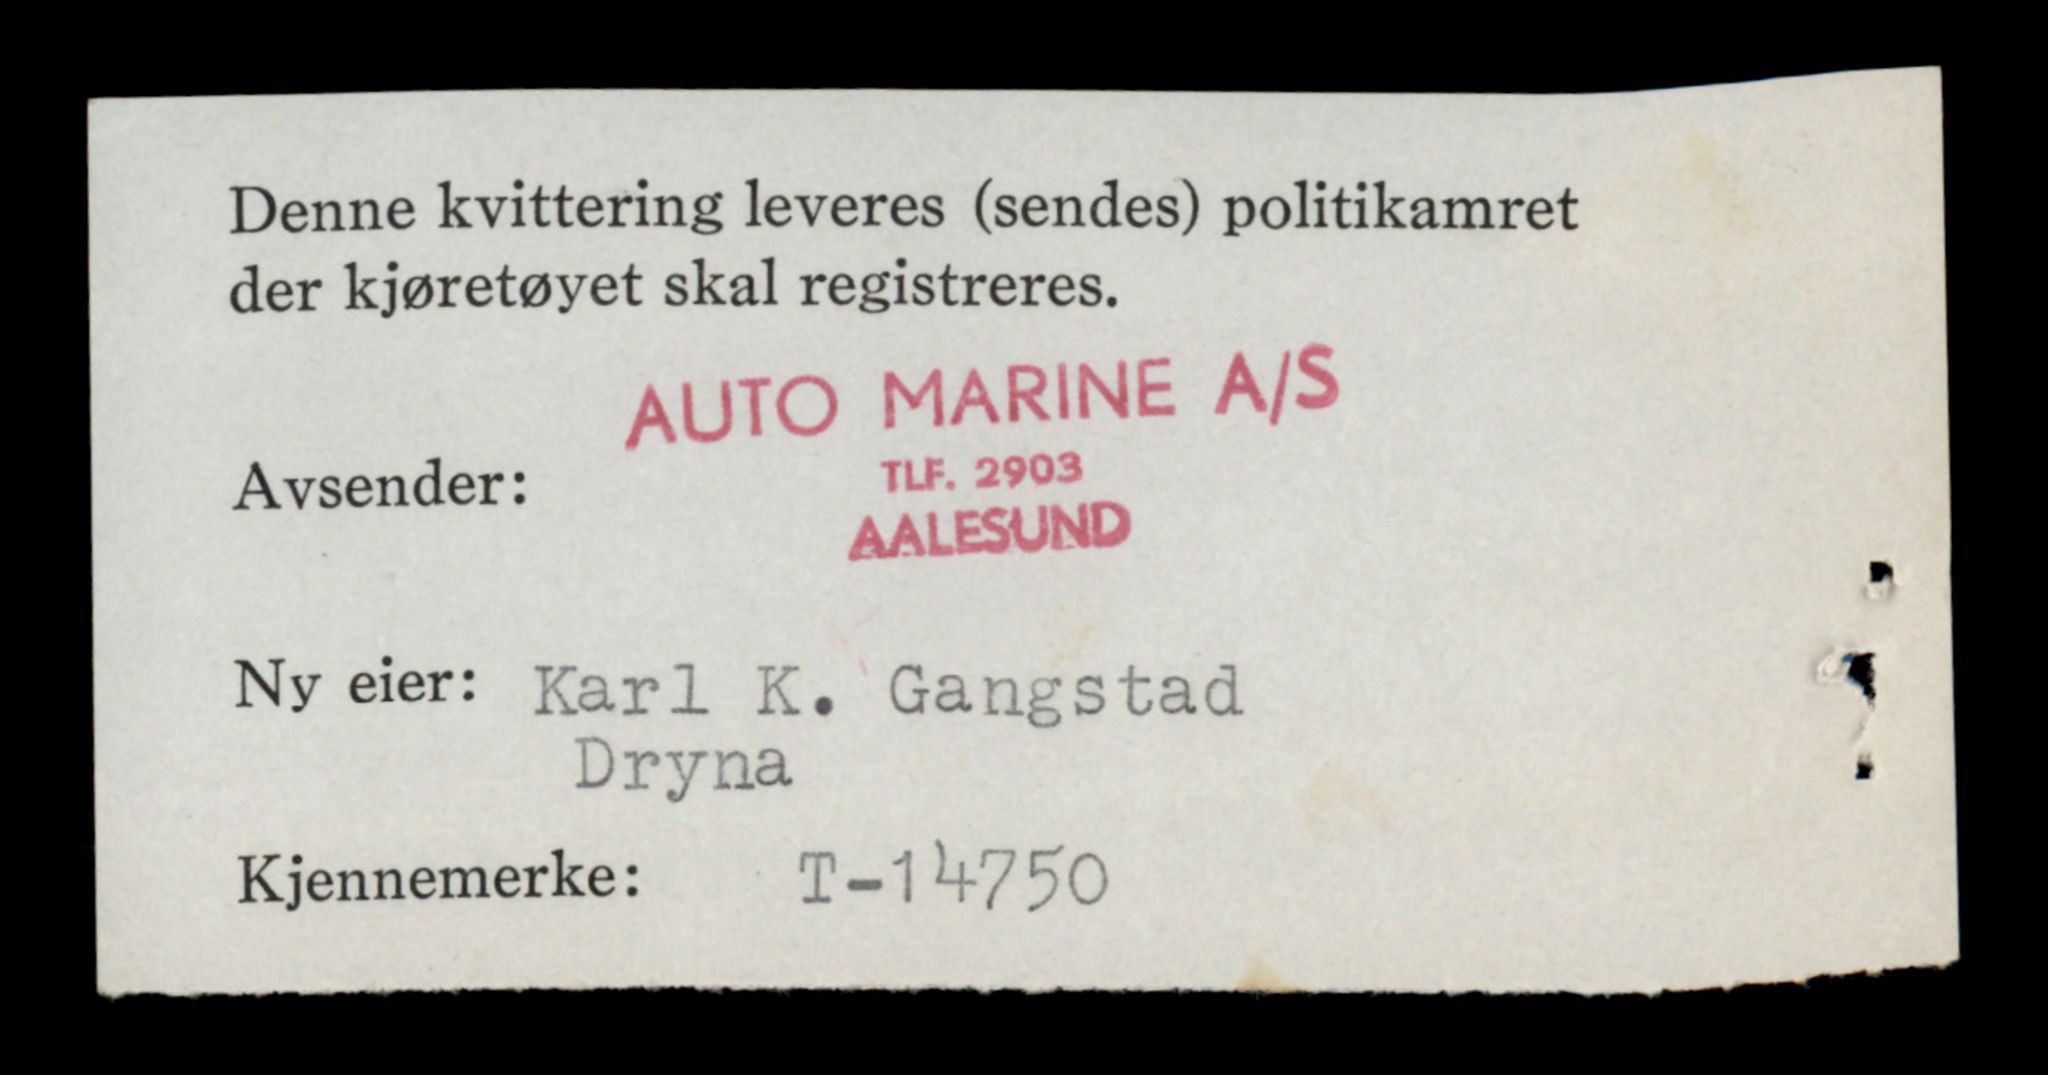 Denne kvittering leveres (sendes) politikamret
der kjøretøyet skal registreres.
AUTO MARINE A/S
TLF. 2903
Avsender:
AALESUND
Ny eier: Karl K. Gangstad
Dryna
Kjennemerke: T-14750